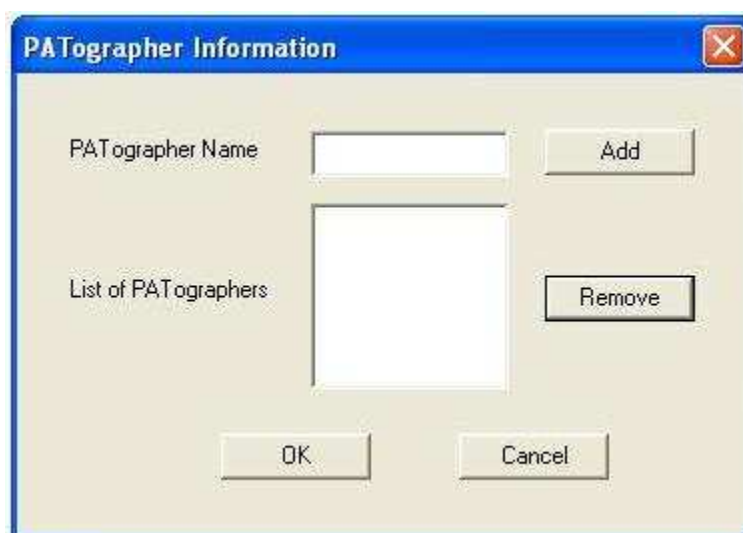 PATographer Information
PATographer Name
Add
List of PATographers
Remove
OK
Cancel